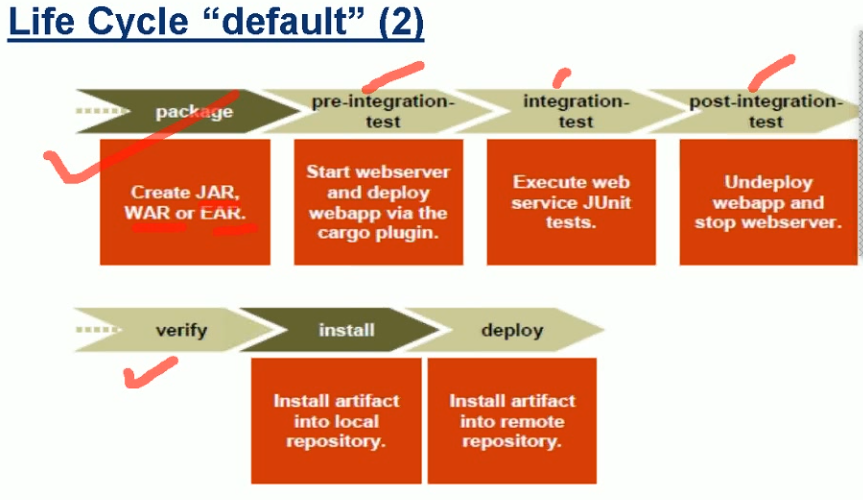 Life Cycle “default” (2)
package
pre-integration-
test
integration-
test
post-integration-
test
Create JAR,
WAR or EAR.
Start webserver
and deploy
webapp via the
cargo plugin.
Execute web
service JUnit
tests.
Undeploy
webapp and
stop webserver.
verify
install
deploy
Install artifact
into local
repository.
Install artifact
into remote
repository.